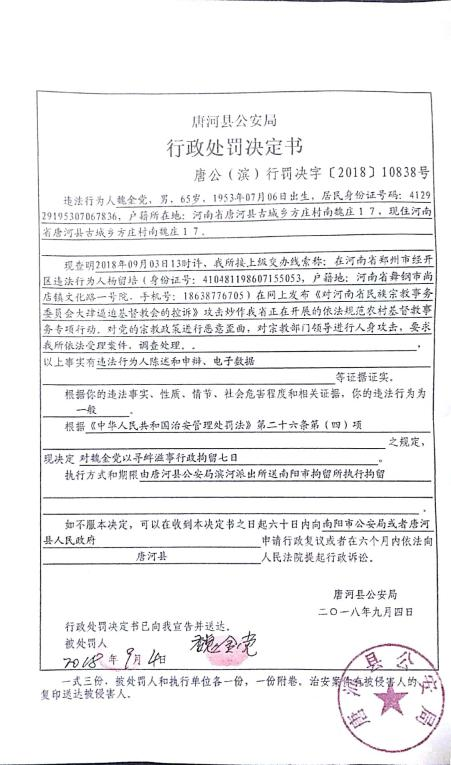 唐河县公安局
行政处罚决定书
唐公（滨）行罚决字〔2018〕10838号
违法行为人魏金党，男，65岁，1953年07月06日出生，居民身份证号码：4129
29195307067836，户籍所在地：河南省唐河县古城乡方庄村南魏庄17，现住河南
省唐河县古城乡方庄村南魏庄17。
现查明2018年09月03日13时许，我所接上级交办线索称：在河南省郑州市经开
区违法行为人杨留培（身份证号：410481198607155053，户籍地：河南省舞钢市尚
店镇文化路一号院，手机号：18638776705）在网上发布《对河南省民族宗教事务
委员会大肆逼迫基督教会的控诉》攻击炒作我省正在开展的依法规范农村基督教事
务专项行动。对党的宗教政策进行恶意歪曲，对宗教部门领导进行人身攻击，要求
我所依法受理案件，调查处理。
以上事实有违法行为人陈述和申辩、电子数据
等证据证实。
根据你的违法事实、性质、情节、社会危害程度和相关证据，你的违法行为为
一般。
根据《中华人民共和国治安管理处罚法》第二十六条第（四）项
之规定，
现决定 对魏金党以寻衅滋事行政拘留七日。
执行方式和期限由唐河县公安局滨河派出所送南阳市拘留所执行拘留
如不服本决定，可以在收到本决定书之日起六十日内向南阳市公安局或者唐河
县人民政府 申请行政复议或者在六个月内依法向
唐河县 人民法院提起行政诉讼。
唐河县公安局
二〇一八年九月四日
行政处罚决定书已向我宣告并送达。
被处罚人 魏金党
2018年9月4日
一式三份，被处罚人和执行单位各一份，一份附卷。治安案件有被侵害人的，
复印送达被侵害人。
唐河县公安局